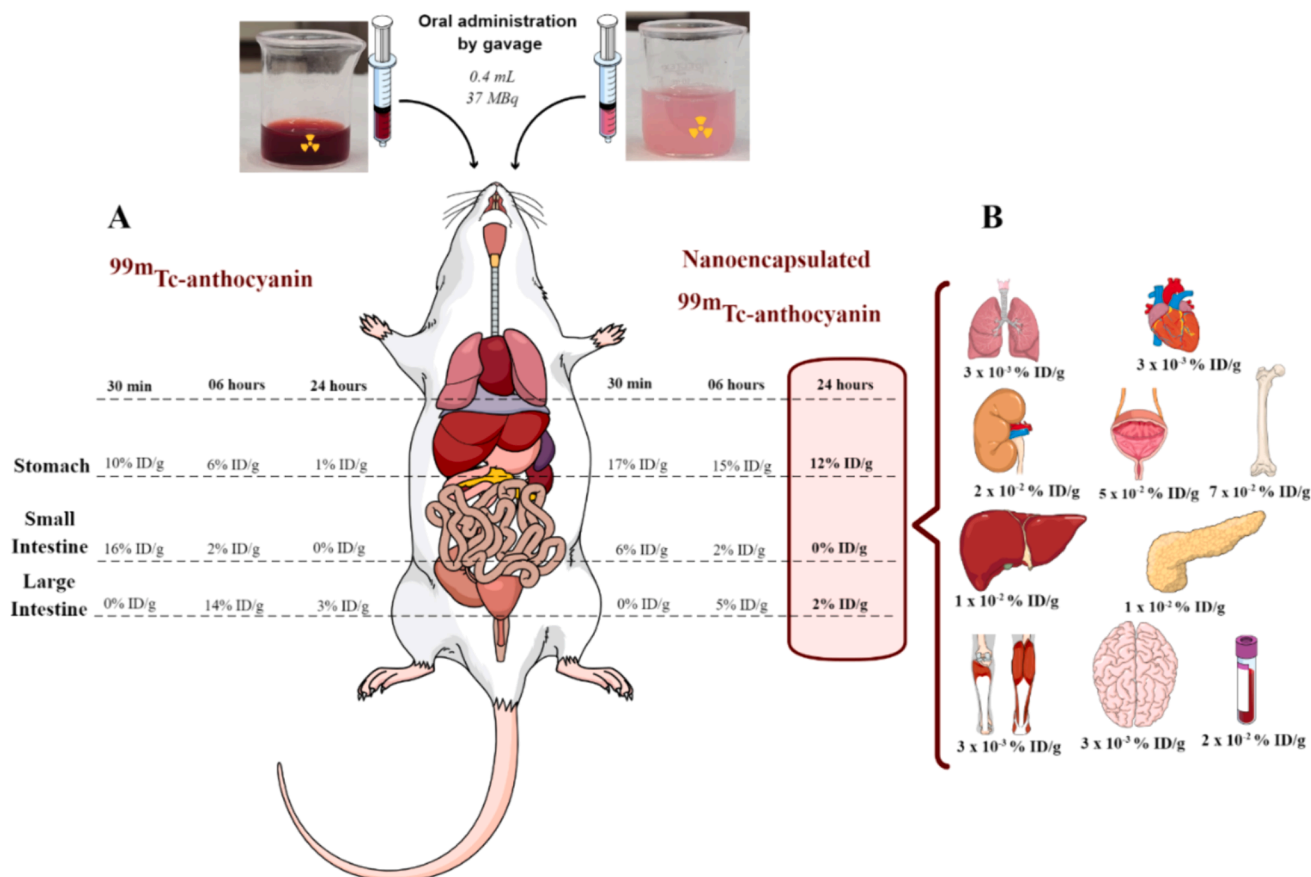 Oral administration
by gavage
0.4 mL
37 MBq
A
99mTc-anthocyanin
Nanoencapsulated
99mTc-anthocyanin
30 min 06 hours 24 hours 30 min 06 hours 24 hours
Stomach 10% ID/g 6% ID/g 1% ID/g 17% ID/g 15% ID/g 12% ID/g
Small
Intestine 16% ID/g 2% ID/g 0% ID/g 6% ID/g 2% ID/g 0% ID/g
Large
Intestine 0% ID/g 14% ID/g 3% ID/g 0% ID/g 5% ID/g 2% ID/g
B
3 x 10⁻³ % ID/g 3 x 10⁻³ % ID/g
2 x 10⁻² % ID/g 5 x 10⁻² % ID/g 7 x 10⁻² % ID/g
1 x 10⁻² % ID/g 1 x 10⁻² % ID/g
3 x 10⁻³ % ID/g 3 x 10⁻³ % ID/g 2 x 10⁻² % ID/g